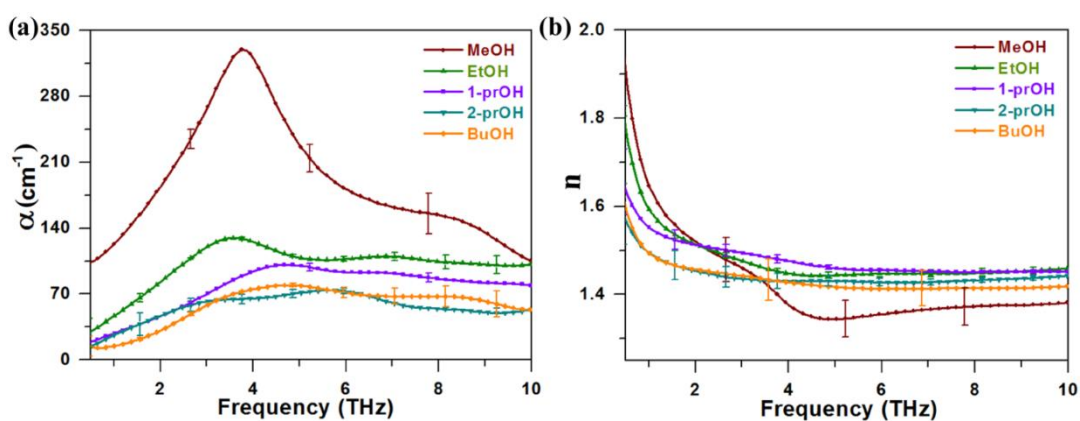 (a)
350
280
210
140
70
0
α (cm⁻¹)
MeOH
EtOH
1-prOH
2-prOH
BuOH
2 4 6 8 10
Frequency (THz)
(b)
2.0
1.8
1.6
1.4
n
MeOH
EtOH
1-prOH
2-prOH
BuOH
2 4 6 8 10
Frequency (THz)